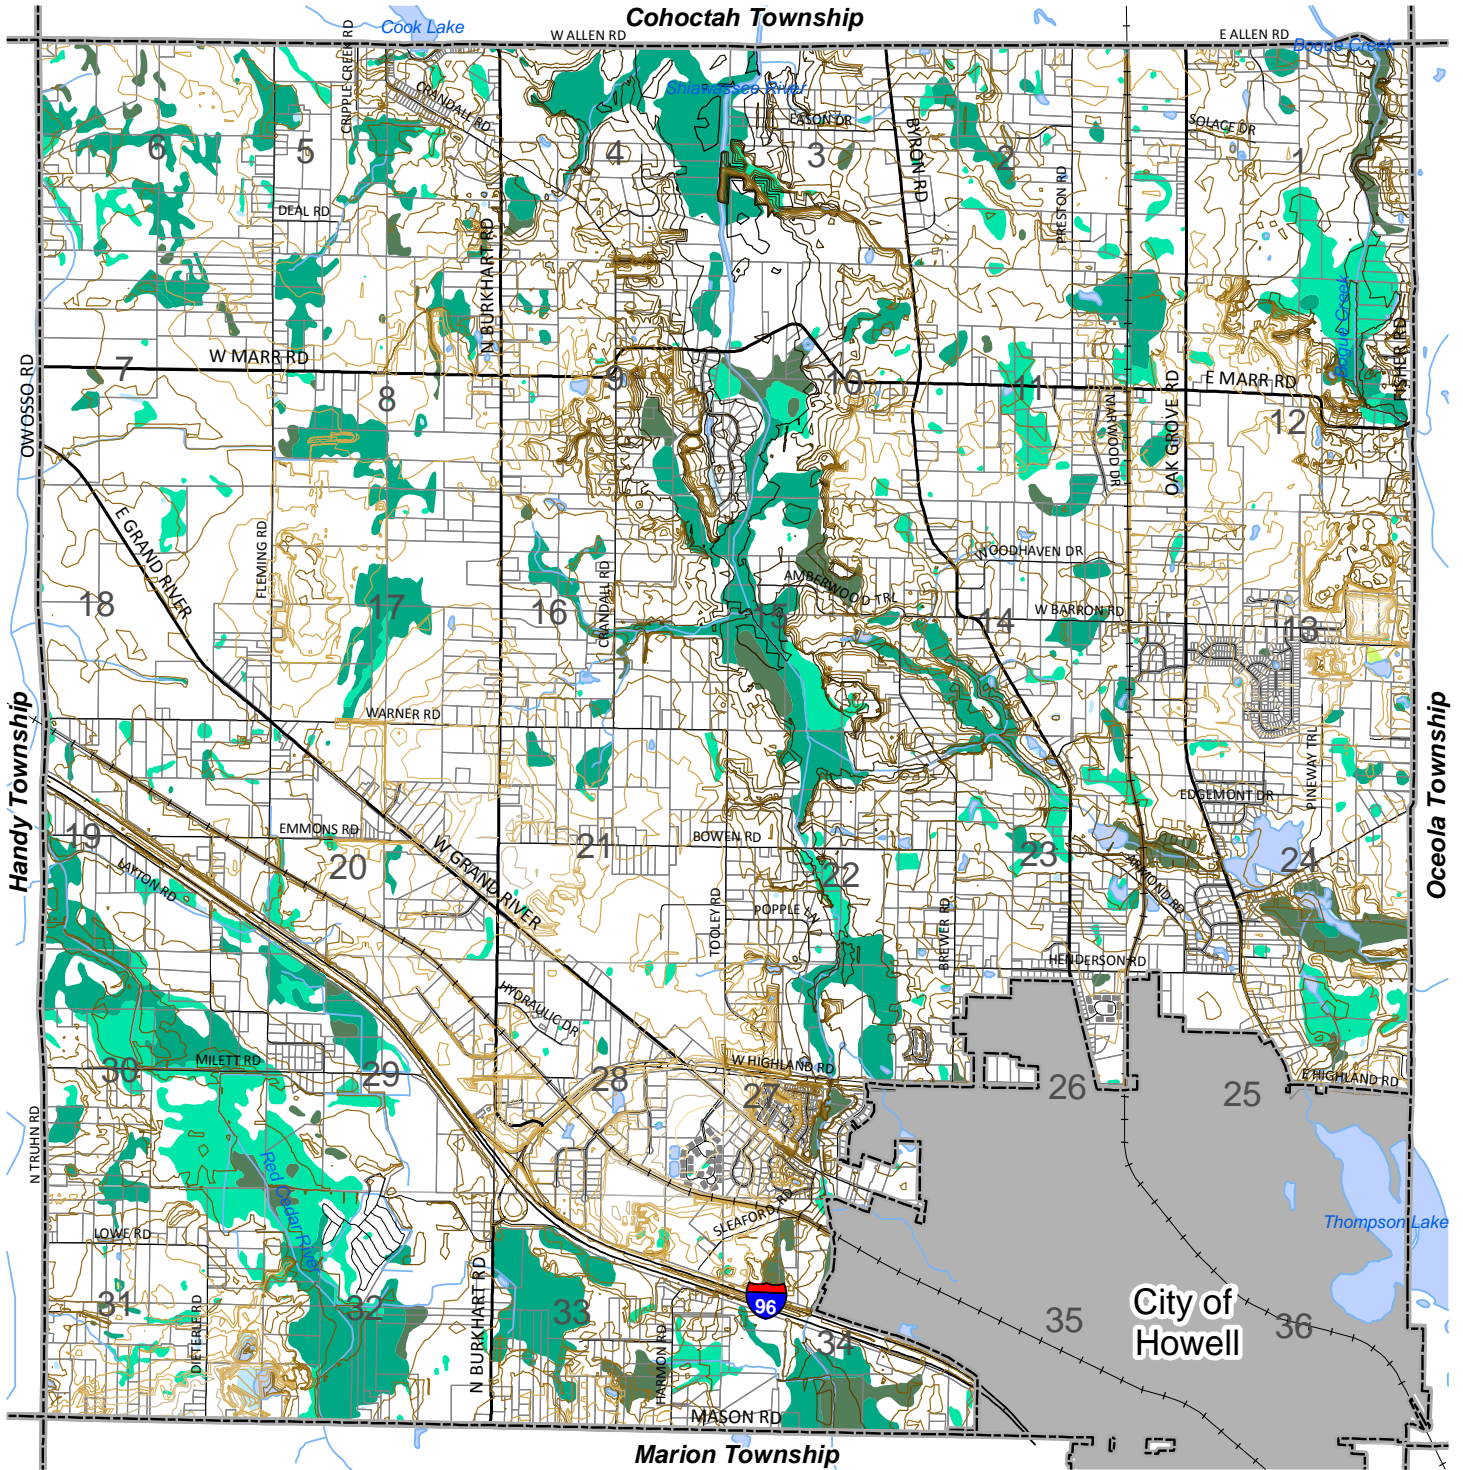 Cohoctah Township
Cook Lake
W ALLEN RD
E ALLEN RD
Bogue Creek
CRIPPLE CREEK RD
CRANDALL RD
Shiawassee River
EASON DR
BYRON RD
SOLAGE DR
6
5
4
3
2
1
DEAL RD
PRESTON RD
N BURKHART RD
Bogue Creek
FISHER RD
OWOSSO RD
W MARR RD
E MARR RD
7
8
9
10
11
12
MARWOOD DR
OAK GROVE RD
E GRAND RIVER
FLEMING RD
WOODHAVEN DR
AMBERWOOD TRL
CRANDALL RD
W BARRON RD
18
17
16
15
14
13
Handy Township
Oceola Township
WARNER RD
PINEWAY TRL
EDGEMONT DR
EMMONS RD
W GRAND RIVER
BOWEN RD
19
20
21
22
23
24
LAYTON RD
ARMOND RD
TOOLEY RD
POPPLE LN
BREWER RD
HENDERSON RD
HYDRAULIC DR
MILETT RD
W HIGHLAND RD
E HIGHLAND RD
30
29
28
27
26
25
N TRUHN RD
Red Cedar River
SLEAFORD RD
LOWE RD
Thompson Lake
N BURKHART RD
96
City of
Howell
31
32
33
34
35
36
DIETERLE RD
HARMON RD
MASON RD
Marion Township